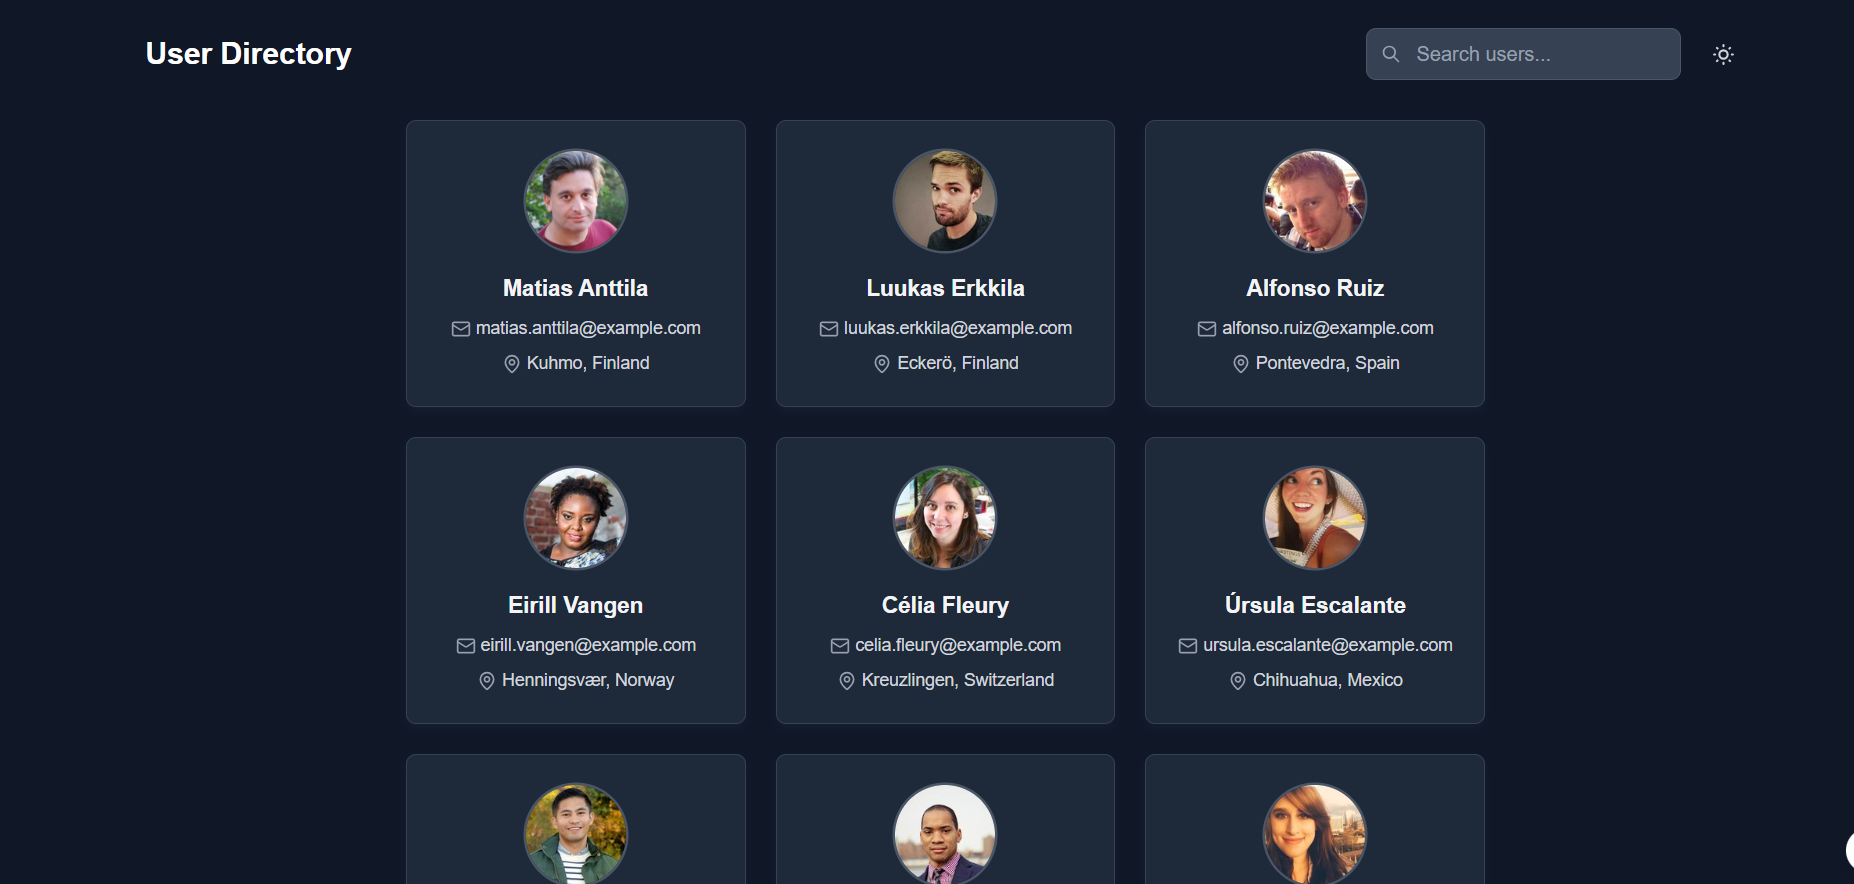 User Directory
Search users...
Matias Anttila
matias.anttila@example.com
Kuhmo, Finland
Luukas Erkkila
luukas.erkkila@example.com
Eckerö, Finland
Alfonso Ruiz
alfonso.ruiz@example.com
Pontevedra, Spain
Eirill Vangen
eirill.vangen@example.com
Henningsvær, Norway
Célia Fleury
celia.fleury@example.com
Kreuzlingen, Switzerland
Úrsula Escalante
ursula.escalante@example.com
Chihuahua, Mexico